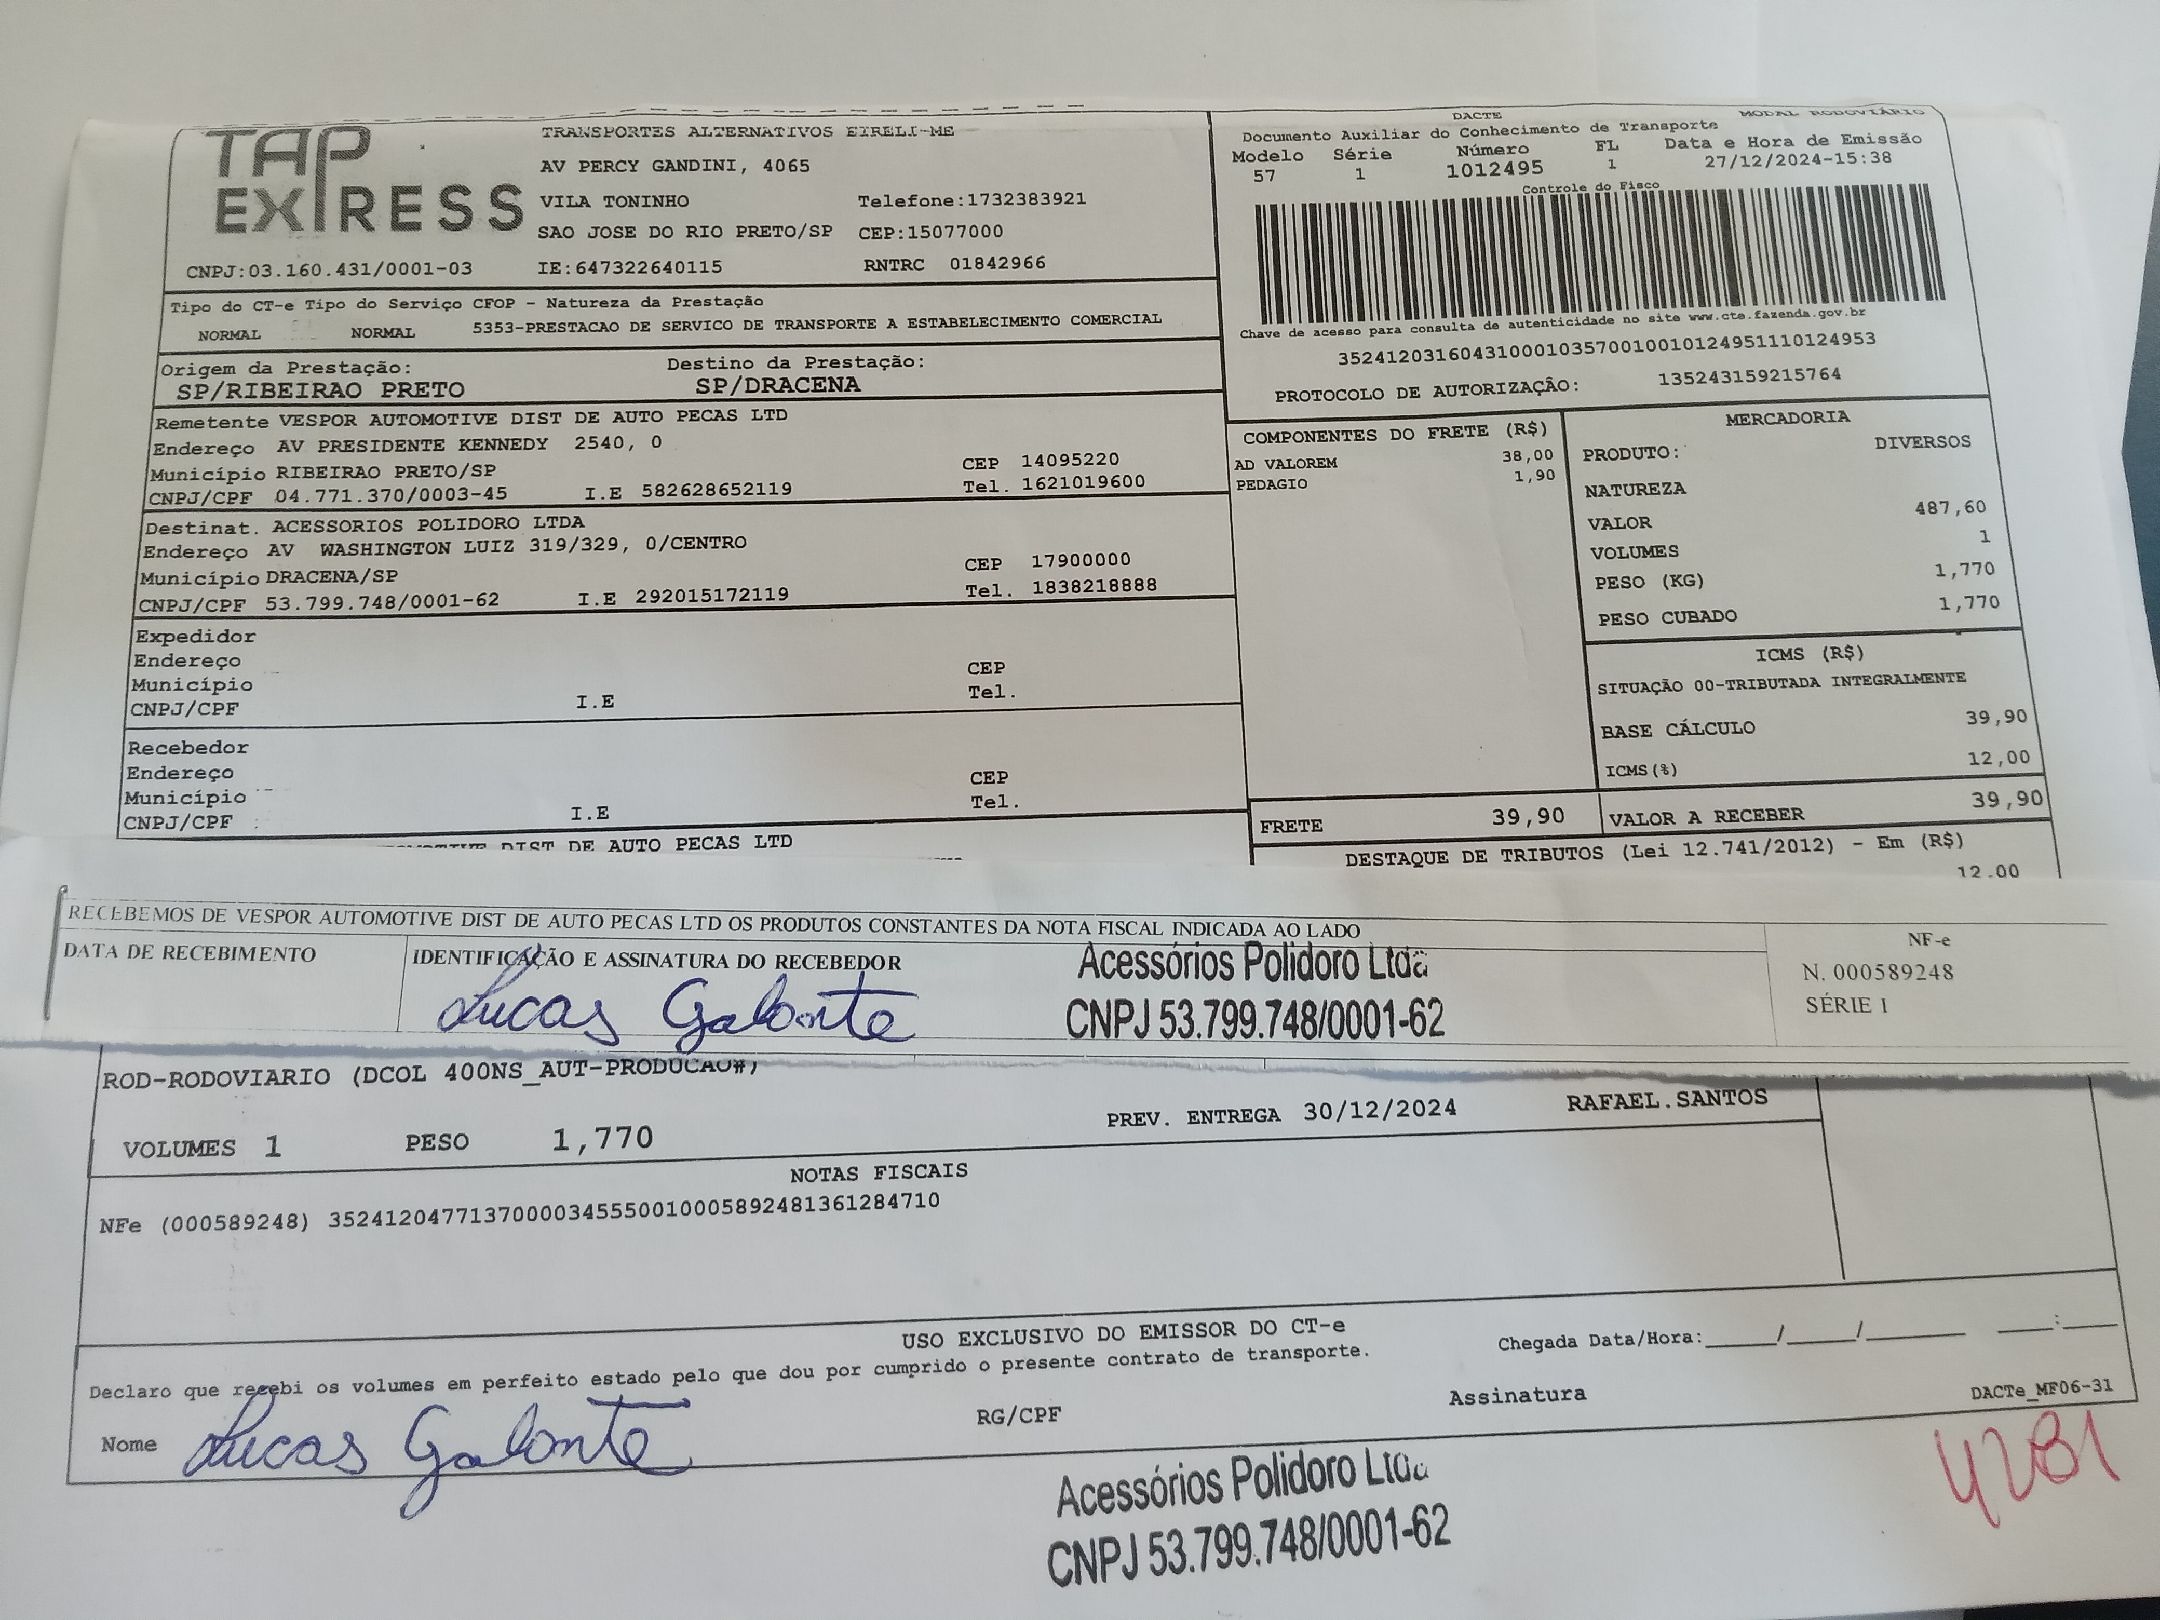 TAP EXPRESS
TRANSPORTES ALTERNATIVOS EIRELI-ME
AV PERCY GANDINI, 4065
VILA TONINHO Telefone:1732383921
SAO JOSE DO RIO PRETO/SP CEP:15077000
CNPJ:03.160.431/0001-03 IE:647322640115 RNTRC 01842966
DACTE MODAL RODOVIÁRIO
Documento Auxiliar do Conhecimento de Transporte
Modelo Série Número FL Data e Hora de Emissão
57 1 1012495 1 27/12/2024-15:38
Controle do Fisco
Chave de acesso para consulta de autenticidade no site www.cte.fazenda.gov.br
35241203160431000103570010010124951110124953
PROTOCOLO DE AUTORIZAÇÃO: 135243159215764
Tipo do CT-e Tipo do Serviço CFOP - Natureza da Prestação
NORMAL NORMAL 5353-PRESTACAO DE SERVICO DE TRANSPORTE A ESTABELECIMENTO COMERCIAL
Origem da Prestação: Destino da Prestação:
SP/RIBEIRAO PRETO SP/DRACENA
Remetente VESPOR AUTOMOTIVE DIST DE AUTO PECAS LTD
Endereço AV PRESIDENTE KENNEDY 2540, 0
Município RIBEIRAO PRETO/SP CEP 14095220
CNPJ/CPF 04.771.370/0003-45 I.E 582628652119 Tel. 1621019600
Destinat. ACESSORIOS POLIDORO LTDA
Endereço AV WASHINGTON LUIZ 319/329, 0/CENTRO
Município DRACENA/SP CEP 17900000
CNPJ/CPF 53.799.748/0001-62 I.E 292015172119 Tel. 1838218888
Expedidor
Endereço
Município CEP
CNPJ/CPF I.E Tel.
Recebedor
Endereço
Município CEP
CNPJ/CPF I.E Tel.
DIST DE AUTO PECAS LTD
COMPONENTES DO FRETE (R$)
AD VALOREM 38,00
PEDAGIO 1,90
MERCADORIA
PRODUTO: DIVERSOS
NATUREZA
VALOR 487,60
VOLUMES 1
PESO (KG) 1,770
PESO CUBADO 1,770
ICMS (R$)
SITUAÇÃO 00-TRIBUTADA INTEGRALMENTE
BASE CÁLCULO 39,90
ICMS(%) 12,00
FRETE 39,90 VALOR A RECEBER 39,90
DESTAQUE DE TRIBUTOS (Lei 12.741/2012) - Em (R$)
12.00
RECEBEMOS DE VESPOR AUTOMOTIVE DIST DE AUTO PECAS LTD OS PRODUTOS CONSTANTES DA NOTA FISCAL INDICADA AO LADO
DATA DE RECEBIMENTO IDENTIFICAÇÃO E ASSINATURA DO RECEBEDOR
Lucas Galonte
Acessórios Polidoro Ltda
CNPJ 53.799.748/0001-62
NF-e
N. 000589248
SÉRIE 1
ROD-RODOVIARIO (DCOL 400NS_AUT-PRODUCAO#)
VOLUMES 1 PESO 1,770 PREV. ENTREGA 30/12/2024 RAFAEL.SANTOS
NOTAS FISCAIS
NFe (000589248) 35241204771370000345550010005892481361284710
USO EXCLUSIVO DO EMISSOR DO CT-e
Declaro que recebi os volumes em perfeito estado pelo que dou por cumprido o presente contrato de transporte.
Chegada Data/Hora:_____/_____/_______ ____:____
Nome Lucas Galonte RG/CPF Assinatura DACTe_MF06-31
Acessórios Polidoro Ltda
CNPJ 53.799.748/0001-62